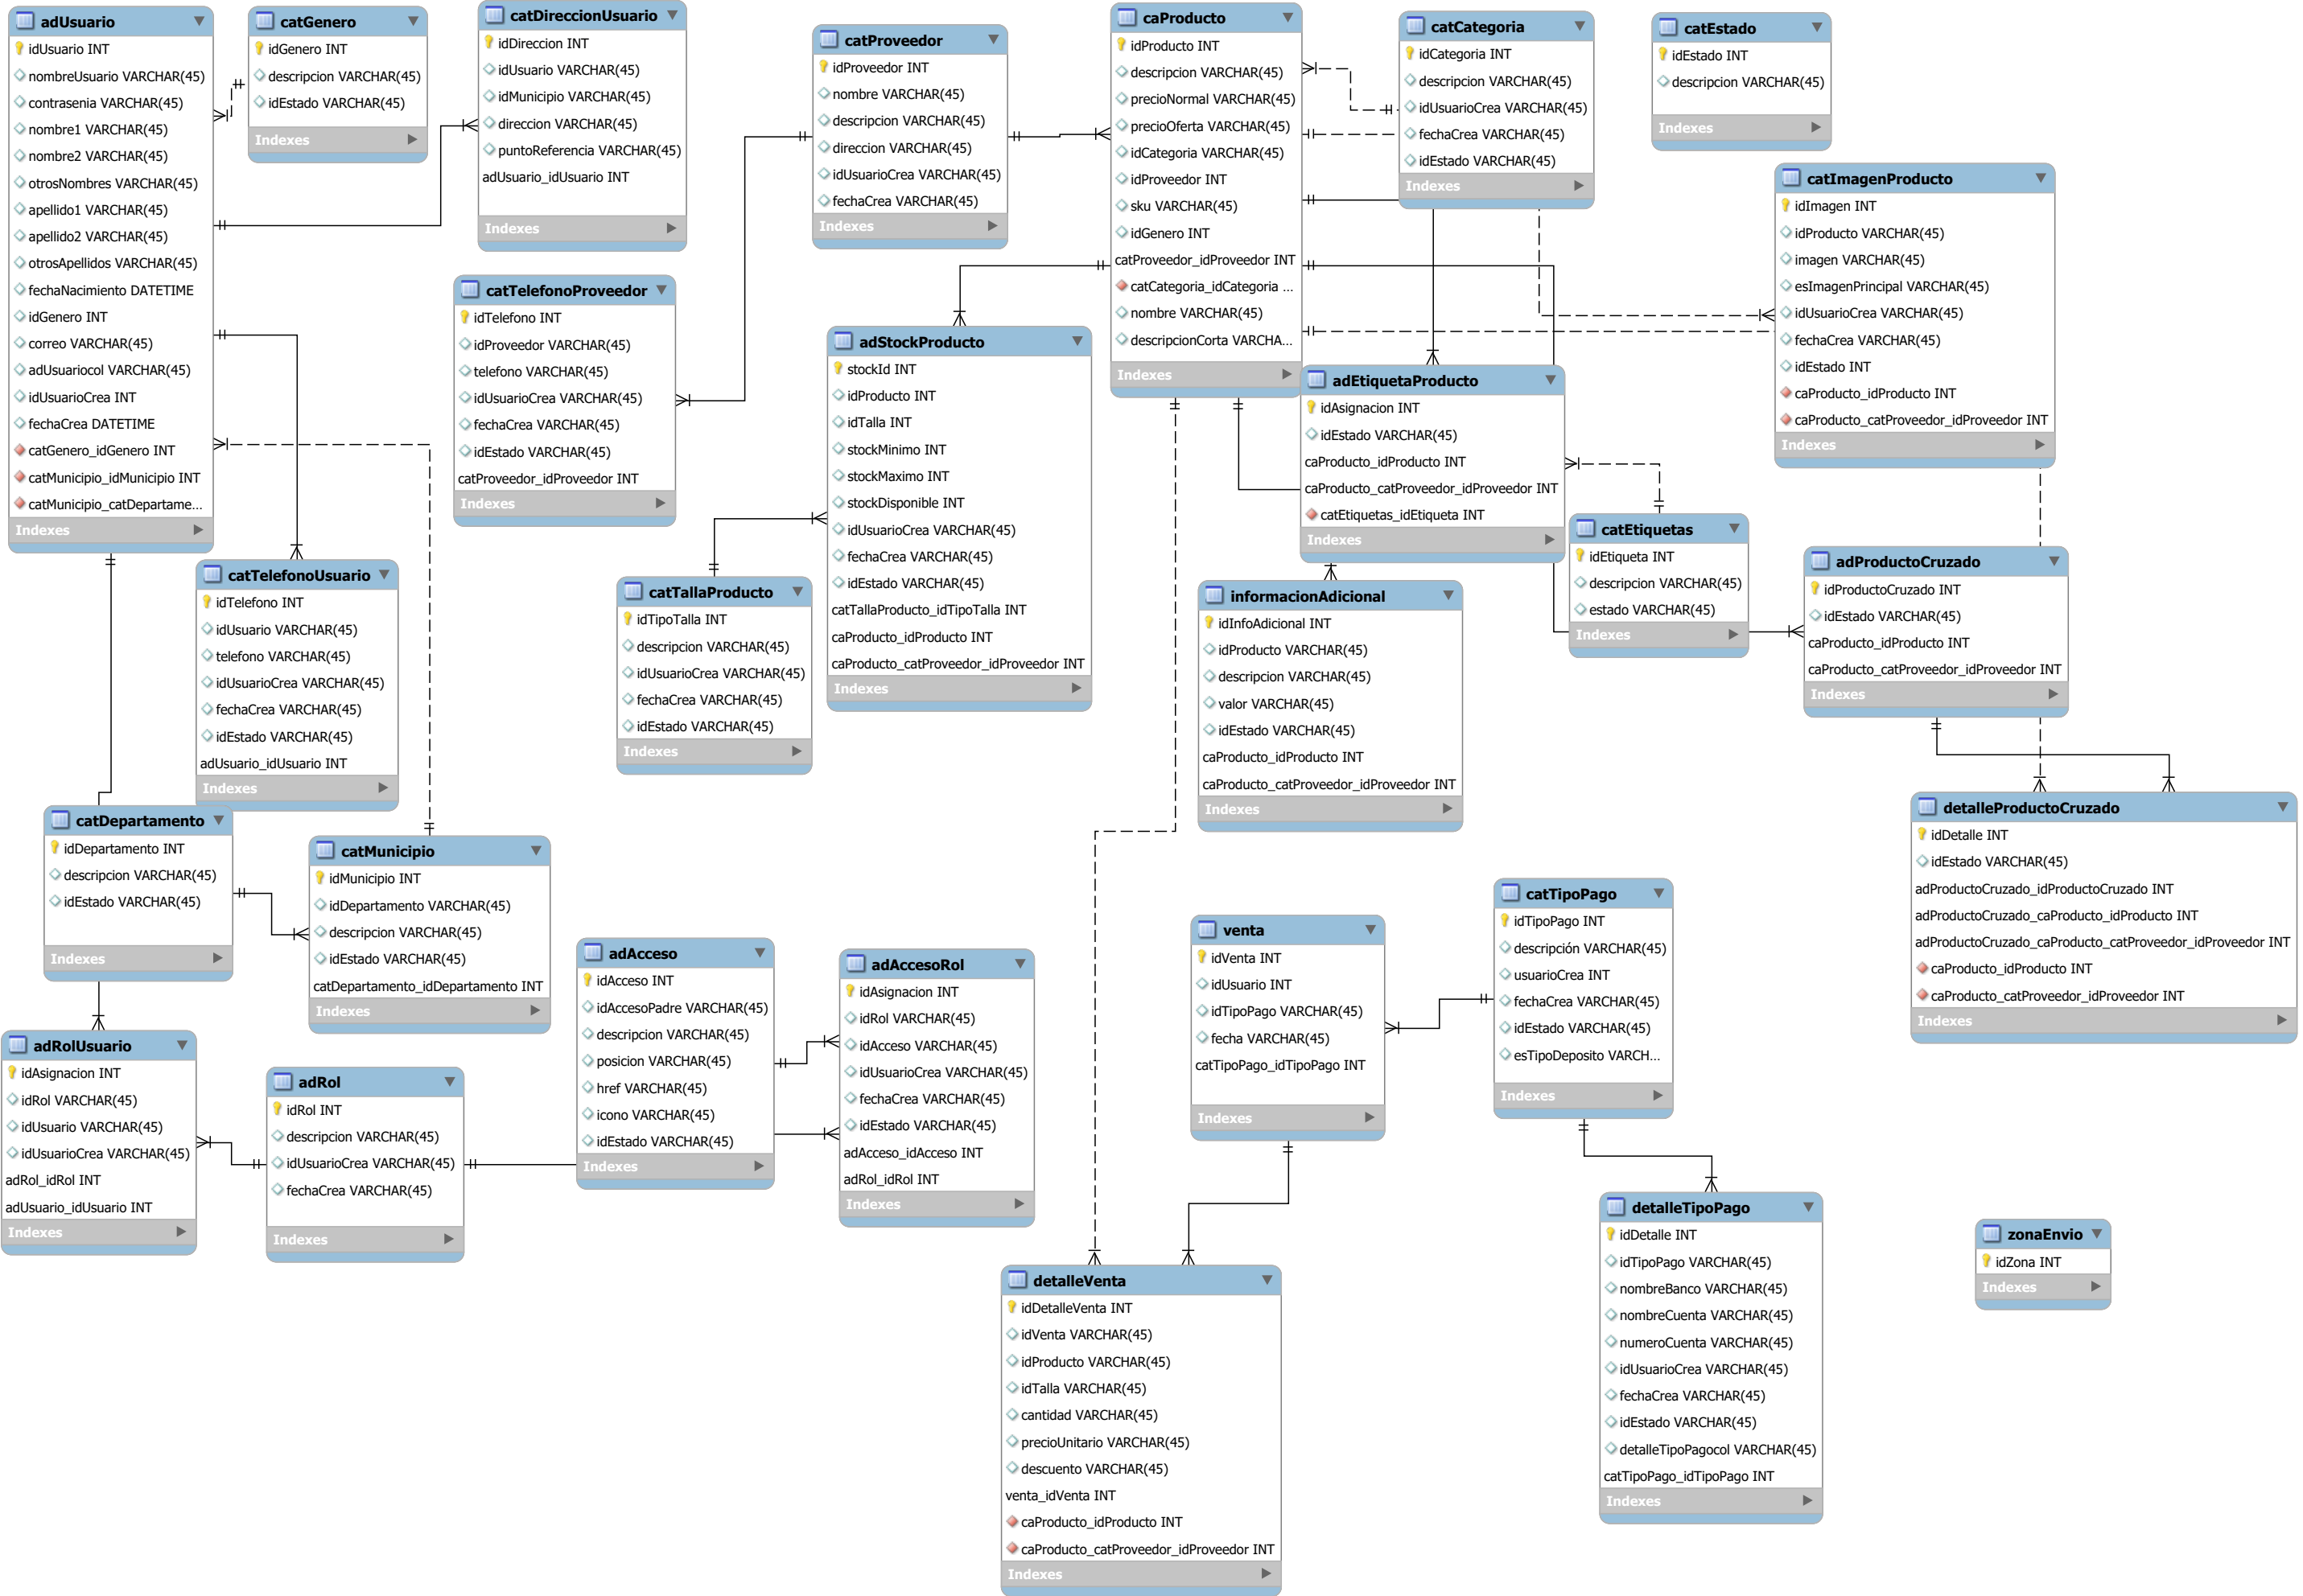 adUsuario
idUsuario INT
nombreUsuario VARCHAR(45)
contrasenia VARCHAR(45)
nombre1 VARCHAR(45)
nombre2 VARCHAR(45)
otrosNombres VARCHAR(45)
apellido1 VARCHAR(45)
apellido2 VARCHAR(45)
otrosApellidos VARCHAR(45)
fechaNacimiento DATETIME
idGenero INT
correo VARCHAR(45)
adUsuariocol VARCHAR(45)
idUsuarioCrea INT
fechaCrea DATETIME
catGenero_idGenero INT
catMunicipio_idMunicipio INT
catMunicipio_catDepartame...
Indexes
catGenero
idGenero INT
descripcion VARCHAR(45)
idEstado VARCHAR(45)
Indexes
catDireccionUsuario
idDireccion INT
idUsuario VARCHAR(45)
idMunicipio VARCHAR(45)
direccion VARCHAR(45)
puntoReferencia VARCHAR(45)
adUsuario_idUsuario INT
Indexes
catProveedor
idProveedor INT
nombre VARCHAR(45)
descripcion VARCHAR(45)
direccion VARCHAR(45)
idUsuarioCrea VARCHAR(45)
fechaCrea VARCHAR(45)
Indexes
caProducto
idProducto INT
descripcion VARCHAR(45)
precioNormal VARCHAR(45)
precioOferta VARCHAR(45)
idCategoria VARCHAR(45)
idProveedor INT
sku VARCHAR(45)
idGenero INT
catProveedor_idProveedor INT
catCategoria_idCategoria ...
nombre VARCHAR(45)
descripcionCorta VARCHA...
Indexes
catCategoria
idCategoria INT
descripcion VARCHAR(45)
idUsuarioCrea VARCHAR(45)
fechaCrea VARCHAR(45)
idEstado VARCHAR(45)
Indexes
catEstado
idEstado INT
descripcion VARCHAR(45)
Indexes
catImagenProducto
idImagen INT
idProducto VARCHAR(45)
imagen VARCHAR(45)
esImagenPrincipal VARCHAR(45)
idUsuarioCrea VARCHAR(45)
fechaCrea VARCHAR(45)
idEstado INT
caProducto_idProducto INT
caProducto_catProveedor_idProveedor INT
Indexes
catTelefonoProveedor
idTelefono INT
idProveedor VARCHAR(45)
telefono VARCHAR(45)
idUsuarioCrea VARCHAR(45)
fechaCrea VARCHAR(45)
idEstado VARCHAR(45)
catProveedor_idProveedor INT
Indexes
adStockProducto
stockId INT
idProducto INT
idTalla INT
stockMinimo INT
stockMaximo INT
stockDisponible INT
idUsuarioCrea VARCHAR(45)
fechaCrea VARCHAR(45)
idEstado VARCHAR(45)
catTallaProducto_idTipoTalla INT
caProducto_idProducto INT
caProducto_catProveedor_idProveedor INT
Indexes
adEtiquetaProducto
idAsignacion INT
idEstado VARCHAR(45)
caProducto_idProducto INT
caProducto_catProveedor_idProveedor INT
catEtiquetas_idEtiqueta INT
Indexes
catEtiquetas
idEtiqueta INT
descripcion VARCHAR(45)
estado VARCHAR(45)
Indexes
adProductoCruzado
idProductoCruzado INT
idEstado VARCHAR(45)
caProducto_idProducto INT
caProducto_catProveedor_idProveedor INT
Indexes
catTelefonoUsuario
idTelefono INT
idUsuario VARCHAR(45)
telefono VARCHAR(45)
idUsuarioCrea VARCHAR(45)
fechaCrea VARCHAR(45)
idEstado VARCHAR(45)
adUsuario_idUsuario INT
Indexes
catTallaProducto
idTipoTalla INT
descripcion VARCHAR(45)
idUsuarioCrea VARCHAR(45)
fechaCrea VARCHAR(45)
idEstado VARCHAR(45)
Indexes
informacionAdicional
idInfoAdicional INT
idProducto VARCHAR(45)
descripcion VARCHAR(45)
valor VARCHAR(45)
idEstado VARCHAR(45)
caProducto_idProducto INT
caProducto_catProveedor_idProveedor INT
Indexes
detalleProductoCruzado
idDetalle INT
idEstado VARCHAR(45)
adProductoCruzado_idProductoCruzado INT
adProductoCruzado_caProducto_idProducto INT
adProductoCruzado_caProducto_catProveedor_idProveedor INT
caProducto_idProducto INT
caProducto_catProveedor_idProveedor INT
Indexes
catDepartamento
idDepartamento INT
descripcion VARCHAR(45)
idEstado VARCHAR(45)
Indexes
catMunicipio
idMunicipio INT
idDepartamento VARCHAR(45)
descripcion VARCHAR(45)
idEstado VARCHAR(45)
catDepartamento_idDepartamento INT
Indexes
adAcceso
idAcceso INT
idAccesoPadre VARCHAR(45)
descripcion VARCHAR(45)
posicion VARCHAR(45)
href VARCHAR(45)
icono VARCHAR(45)
idEstado VARCHAR(45)
Indexes
adAccesoRol
idAsignacion INT
idRol VARCHAR(45)
idAcceso VARCHAR(45)
idUsuarioCrea VARCHAR(45)
fechaCrea VARCHAR(45)
idEstado VARCHAR(45)
adAcceso_idAcceso INT
adRol_idRol INT
Indexes
venta
idVenta INT
idUsuario INT
idTipoPago VARCHAR(45)
fecha VARCHAR(45)
catTipoPago_idTipoPago INT
Indexes
catTipoPago
idTipoPago INT
descripción VARCHAR(45)
usuarioCrea INT
fechaCrea VARCHAR(45)
idEstado VARCHAR(45)
esTipoDeposito VARCH...
Indexes
adRolUsuario
idAsignacion INT
idRol VARCHAR(45)
idUsuario VARCHAR(45)
idUsuarioCrea VARCHAR(45)
adRol_idRol INT
adUsuario_idUsuario INT
Indexes
adRol
idRol INT
descripcion VARCHAR(45)
idUsuarioCrea VARCHAR(45)
fechaCrea VARCHAR(45)
Indexes
detalleVenta
idDetalleVenta INT
idVenta VARCHAR(45)
idProducto VARCHAR(45)
idTalla VARCHAR(45)
cantidad VARCHAR(45)
precioUnitario VARCHAR(45)
descuento VARCHAR(45)
venta_idVenta INT
caProducto_idProducto INT
caProducto_catProveedor_idProveedor INT
Indexes
detalleTipoPago
idDetalle INT
idTipoPago VARCHAR(45)
nombreBanco VARCHAR(45)
nombreCuenta VARCHAR(45)
numeroCuenta VARCHAR(45)
idUsuarioCrea VARCHAR(45)
fechaCrea VARCHAR(45)
idEstado VARCHAR(45)
detalleTipoPagocol VARCHAR(45)
catTipoPago_idTipoPago INT
Indexes
zonaEnvio
idZona INT
Indexes